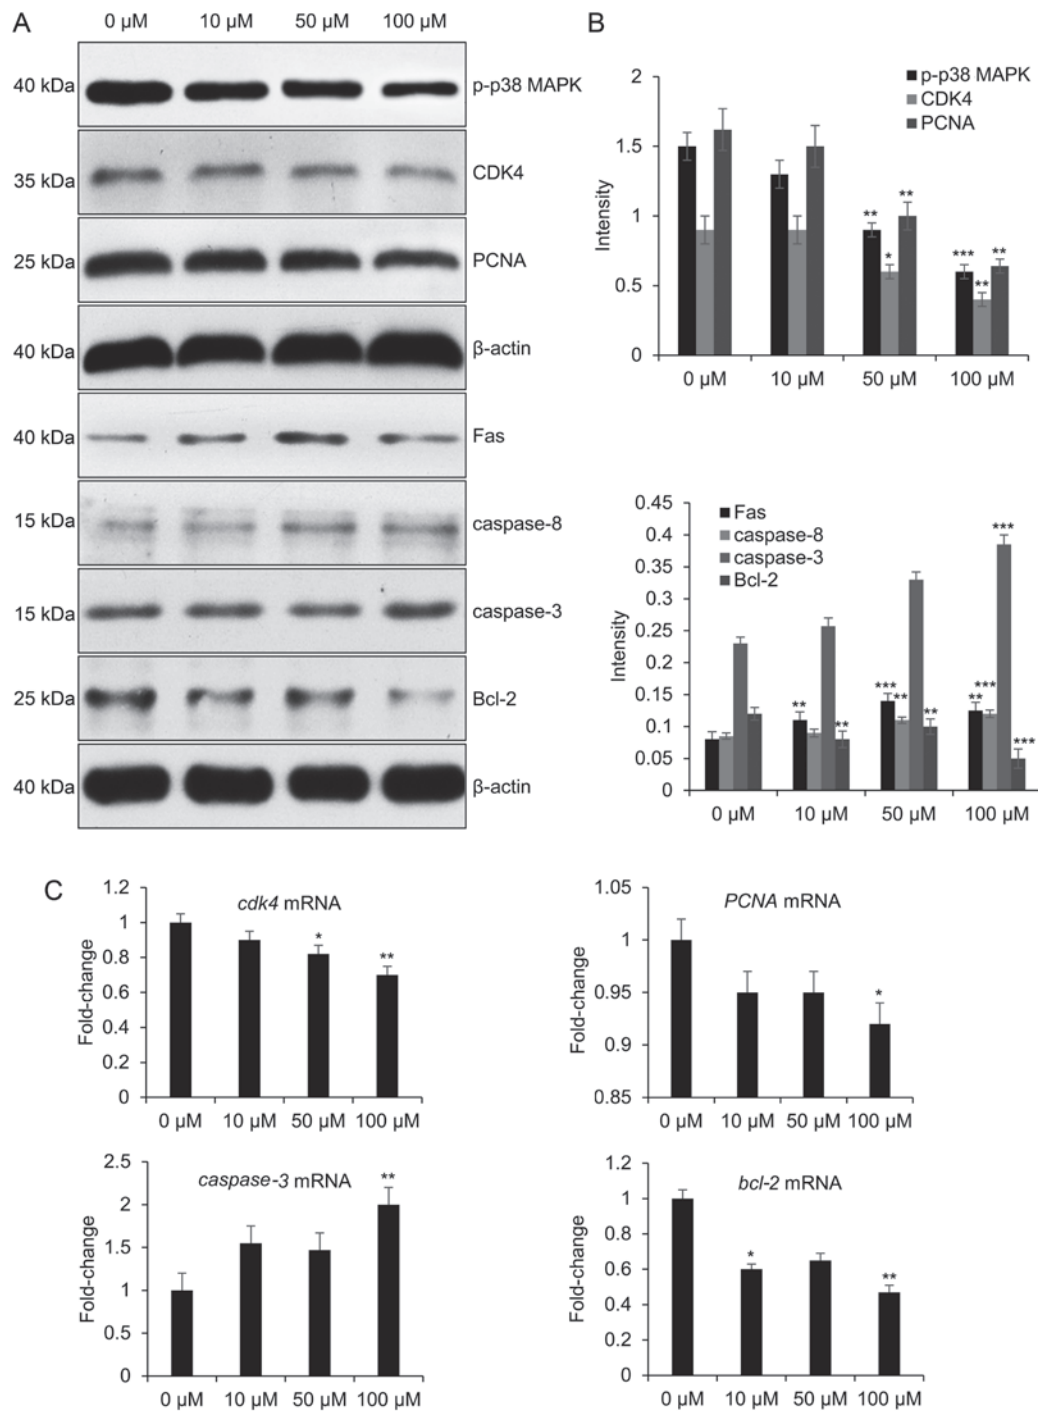 A
0 μM 10 μM 50 μM 100 μM
40 kDa p-p38 MAPK
35 kDa CDK4
25 kDa PCNA
40 kDa β-actin
40 kDa Fas
15 kDa caspase-8
15 kDa caspase-3
25 kDa Bcl-2
40 kDa β-actin
B
p-p38 MAPK
CDK4
PCNA
Intensity
2
1.5
1
0.5
0
** * **
*** ** **
0 μM 10 μM 50 μM 100 μM
Fas
caspase-8
caspase-3
Bcl-2
Intensity
0.45
0.4
0.35
0.3
0.25
0.2
0.15
0.1
0.05
0
** **
*** ** **
** *** *** ***
0 μM 10 μM 50 μM 100 μM
C
cdk4 mRNA
Fold-change
1.2
1
0.8
0.6
0.4
0.2
0
* **
0 μM 10 μM 50 μM 100 μM
PCNA mRNA
Fold-change
1.05
1
0.95
0.9
0.85
*
0 μM 10 μM 50 μM 100 μM
caspase-3 mRNA
Fold-change
2.5
2
1.5
1
0.5
0
**
0 μM 10 μM 50 μM 100 μM
bcl-2 mRNA
Fold-change
1.2
1
0.8
0.6
0.4
0.2
0
* **
0 μM 10 μM 50 μM 100 μM